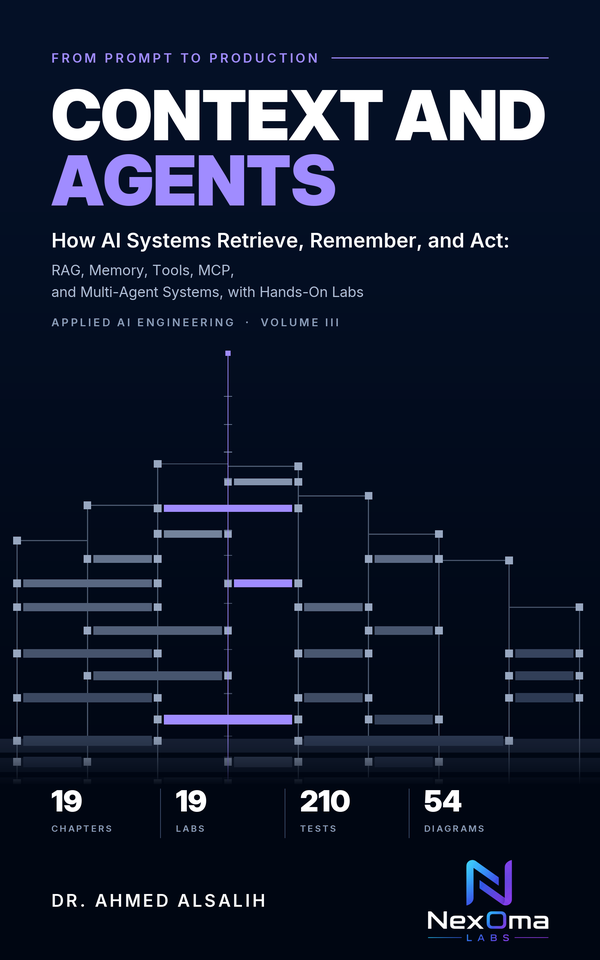 FROM PROMPT TO PRODUCTION
CONTEXT AND
AGENTS
How AI Systems Retrieve, Remember, and Act:
RAG, Memory, Tools, MCP,
and Multi-Agent Systems, with Hands-On Labs
APPLIED AI ENGINEERING · VOLUME III
19 19 210 54
CHAPTERS LABS TESTS DIAGRAMS
DR. AHMED ALSALIH
NexOma
LABS